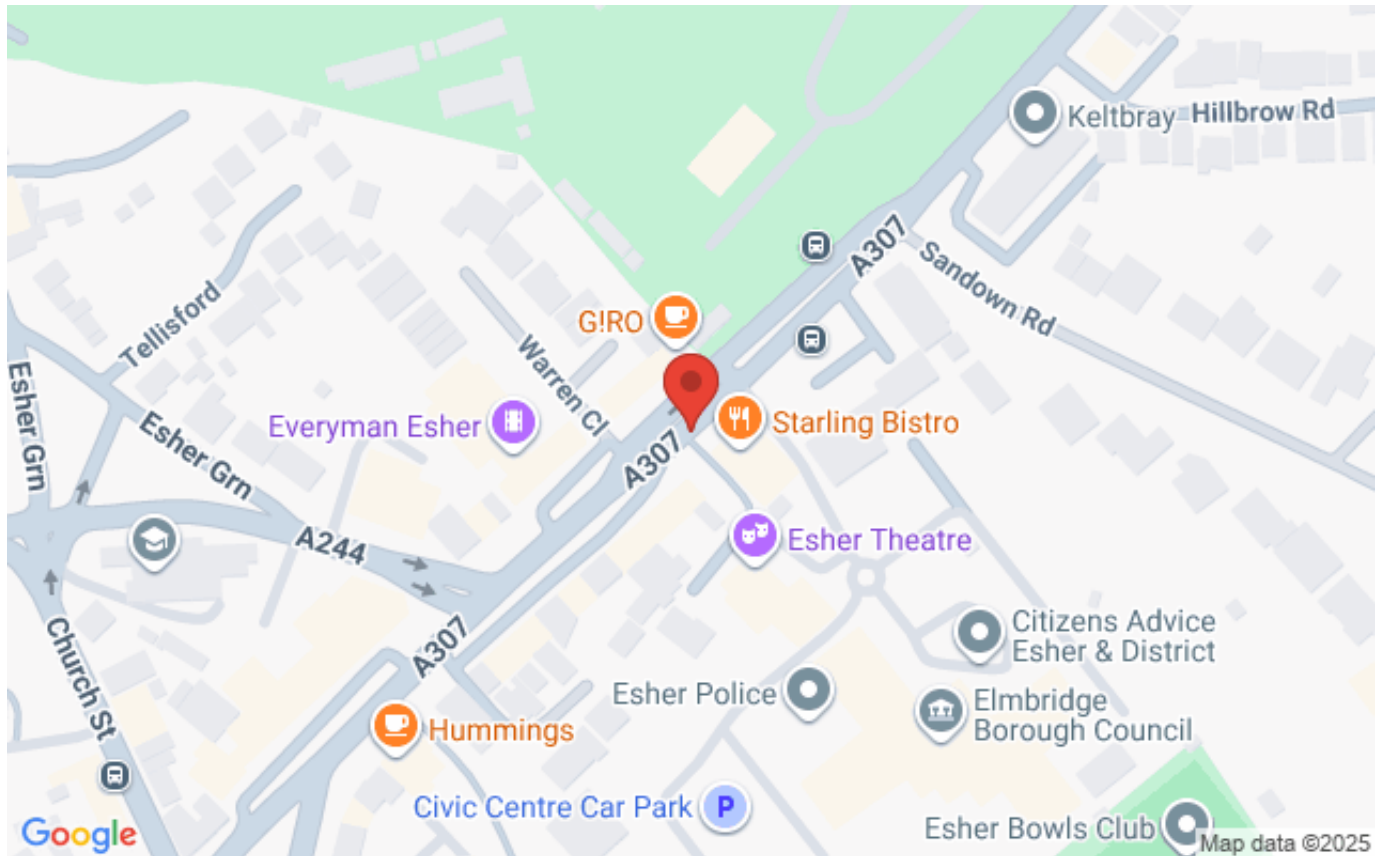 Keltbray
Hillbrow Rd
A307
Sandown Rd
G!RO
Tellisford
Warren Cl
Esher Grn
Esher Grn
Everyman Esher
Starling Bistro
A307
A244
Esher Theatre
Church St
A307
Citizens Advice
Esher & District
Esher Police
Elmbridge
Borough Council
Hummings
Civic Centre Car Park
P
Esher Bowls Club
Google
Map data ©2025